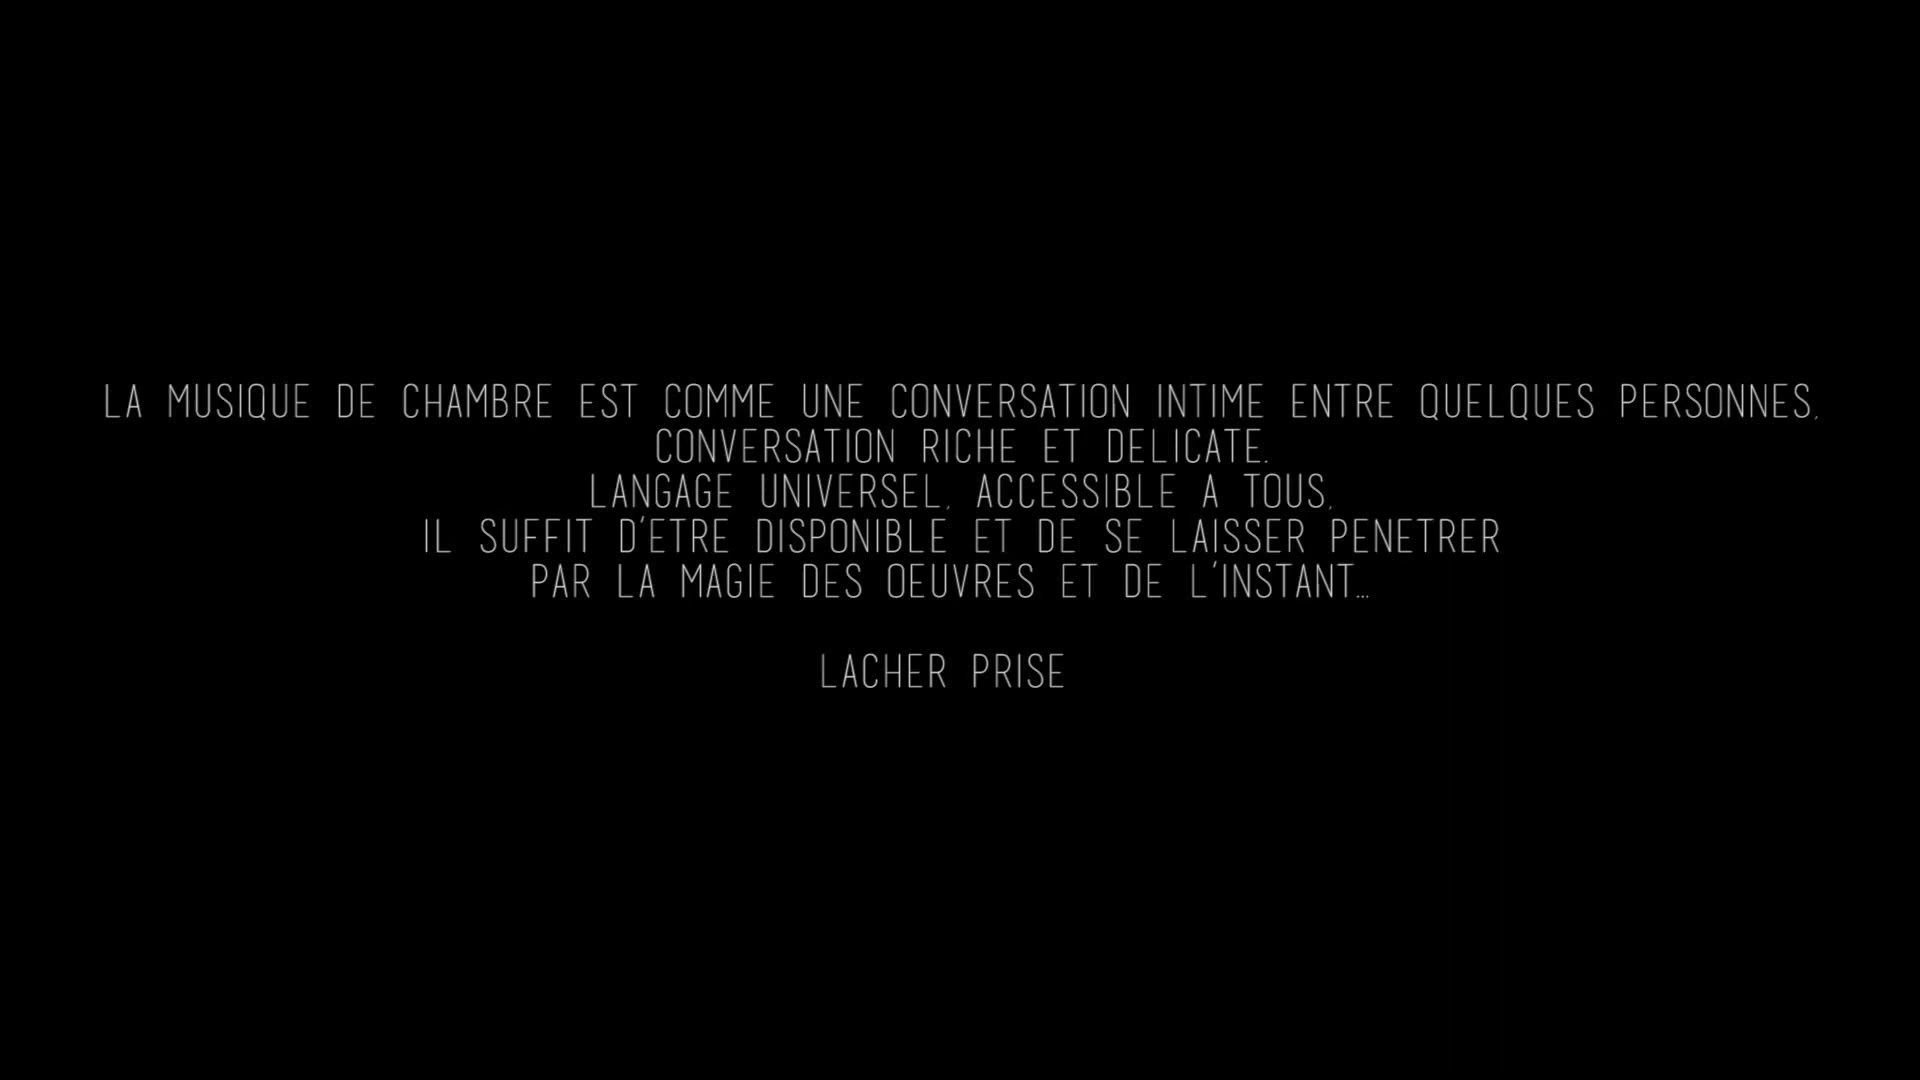 LA MUSIQUE DE CHAMBRE EST COMME UNE CONVERSATION INTIME ENTRE QUELQUES PERSONNES,
CONVERSATION RICHE ET DELICATE.
LANGAGE UNIVERSEL, ACCESSIBLE A TOUS,
IL SUFFIT D'ETRE DISPONIBLE ET DE SE LAISSER PENETRER
PAR LA MAGIE DES OEUVRES ET DE L'INSTANT...
LACHER PRISE